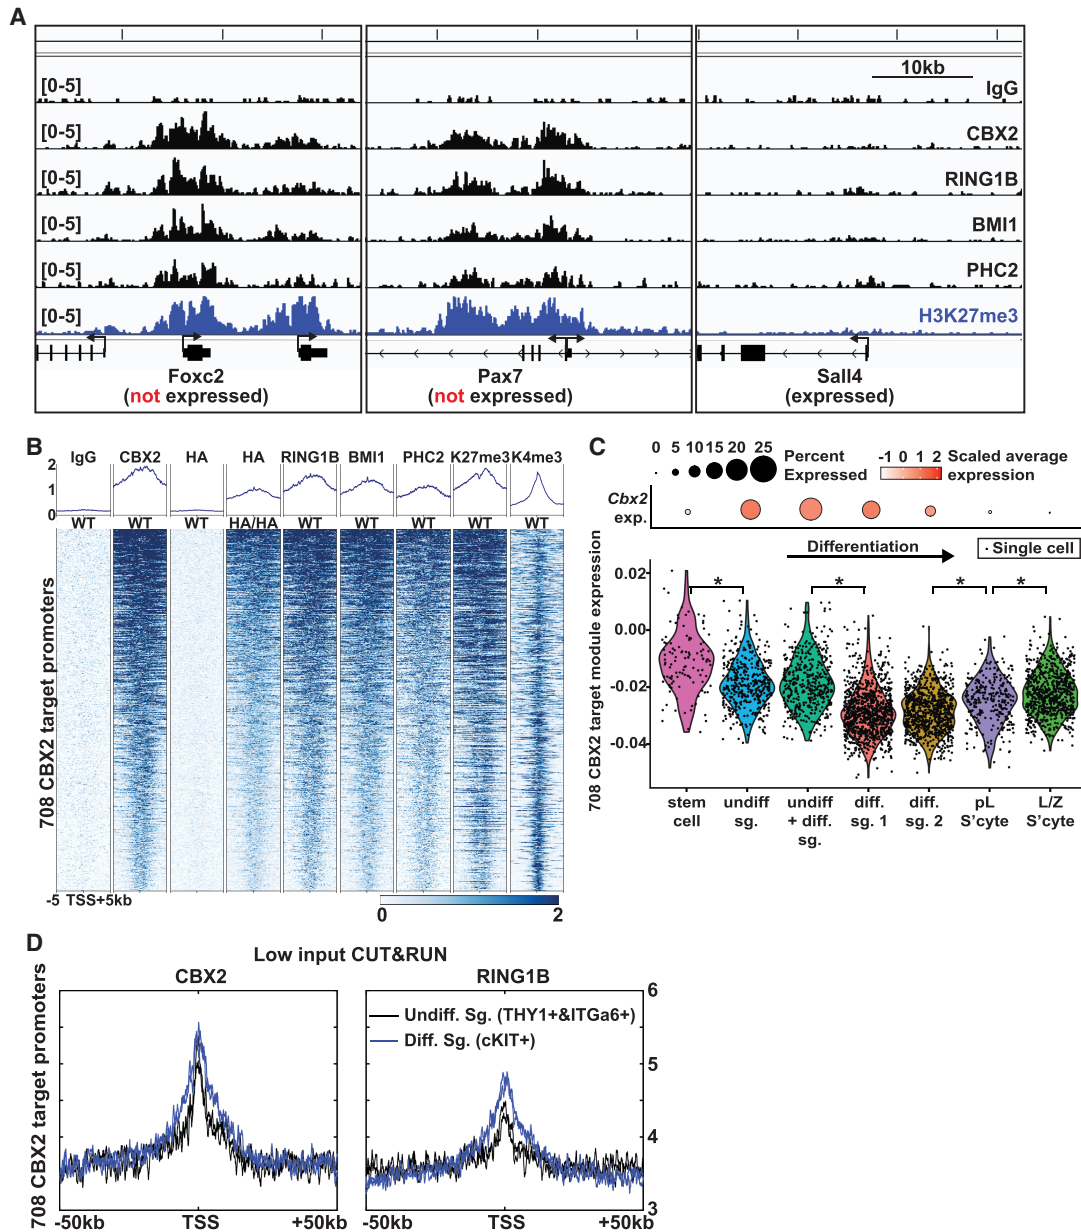 A
10kb
[0-5] IgG
[0-5] CBX2
[0-5] RING1B
[0-5] BMI1
[0-5] PHC2
[0-5] H3K27me3
Foxc2 Pax7 Sall4
(not expressed) (not expressed) (expressed)
B
IgG CBX2 HA HA RING1B BMI1 PHC2 K27me3 K4me3
2
1
0
WT WT WT HA/HA WT WT WT WT WT
708 CBX2 target promoters
-5 TSS+5kb
0 2
C
0 5 10 15 20 25 Percent Expressed
-1 0 1 2 Scaled average expression
Cbx2 exp.
Differentiation
Single cell
* * * *
708 CBX2 target module expression
0.02
0.00
-0.02
-0.04
stem undiff undiff diff. diff. pL L/Z
cell sg. + diff. sg. 1 sg. 2 S'cyte S'cyte
sg.
D
Low input CUT&RUN
CBX2 RING1B
708 CBX2 target promoters
Undiff. Sg. (THY1+&ITGa6+)
Diff. Sg. (cKIT+)
6
5
4
3
-50kb TSS +50kb -50kb TSS +50kb